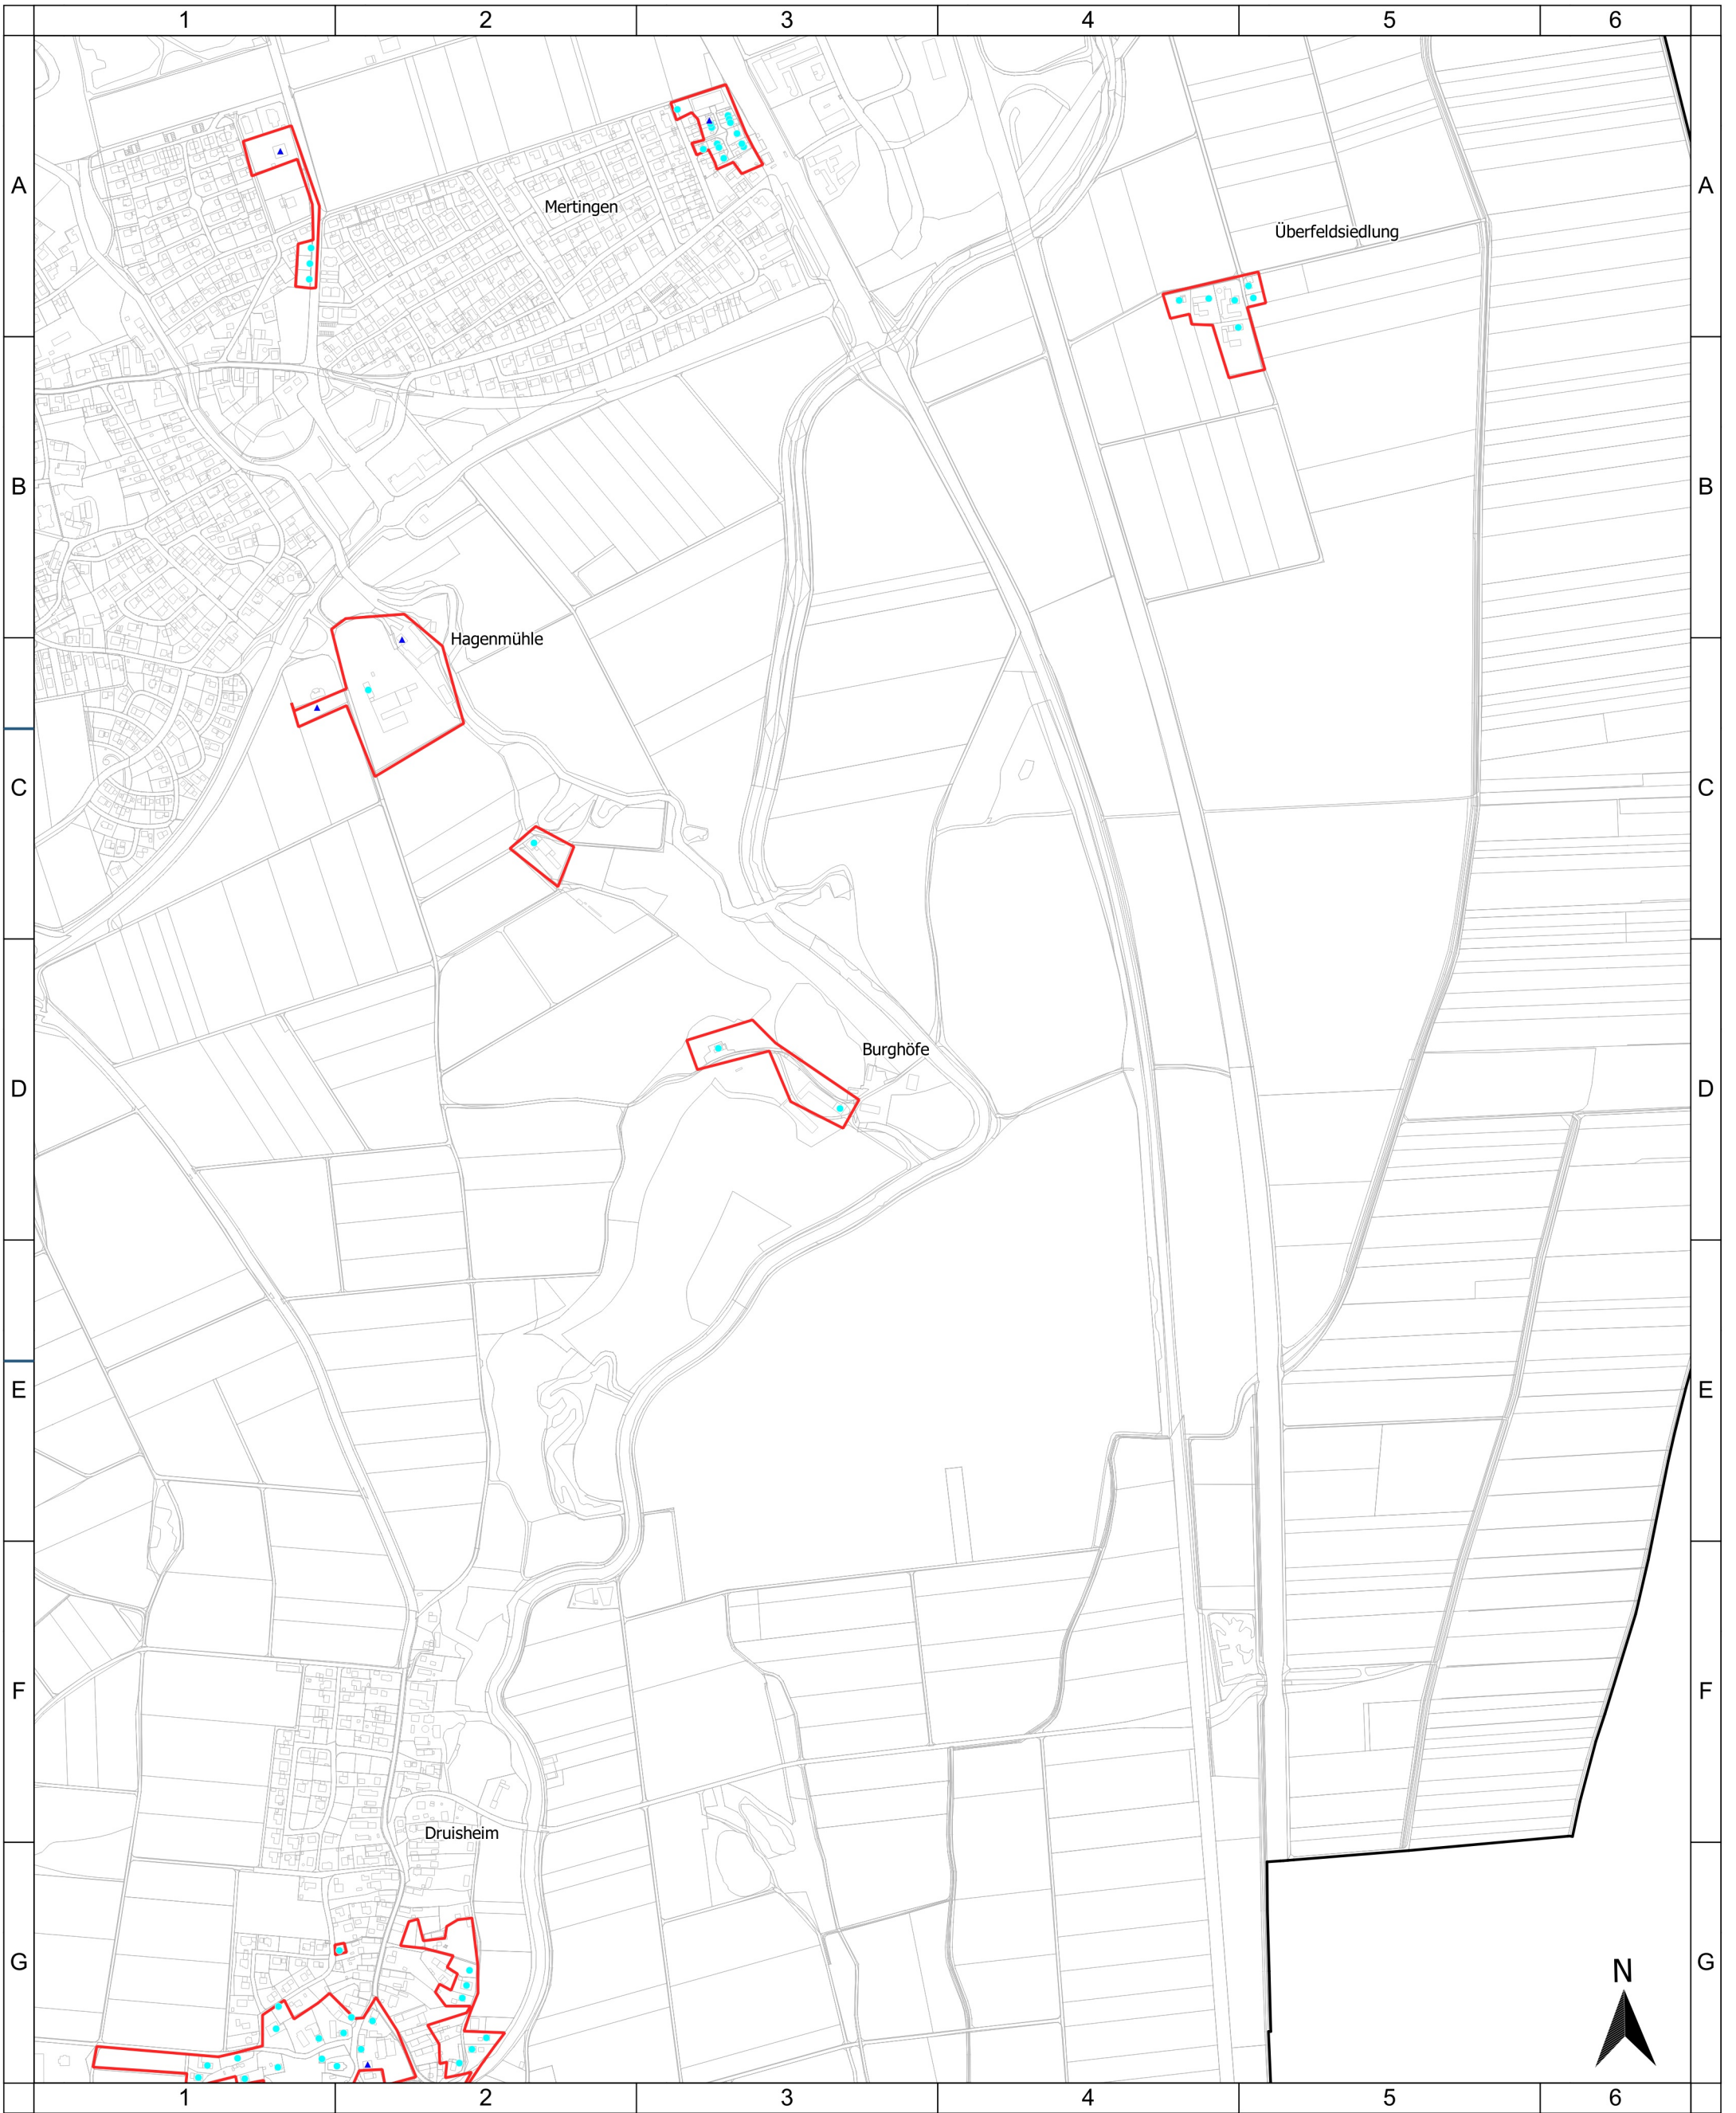 1 2 3 4 5 6
A A
Mertingen
Überfeldsiedlung
B B
Hagenmühle
C C
Burghöfe
D D
E E
F F
Druisheim
G G
N
1 2 3 4 5 6